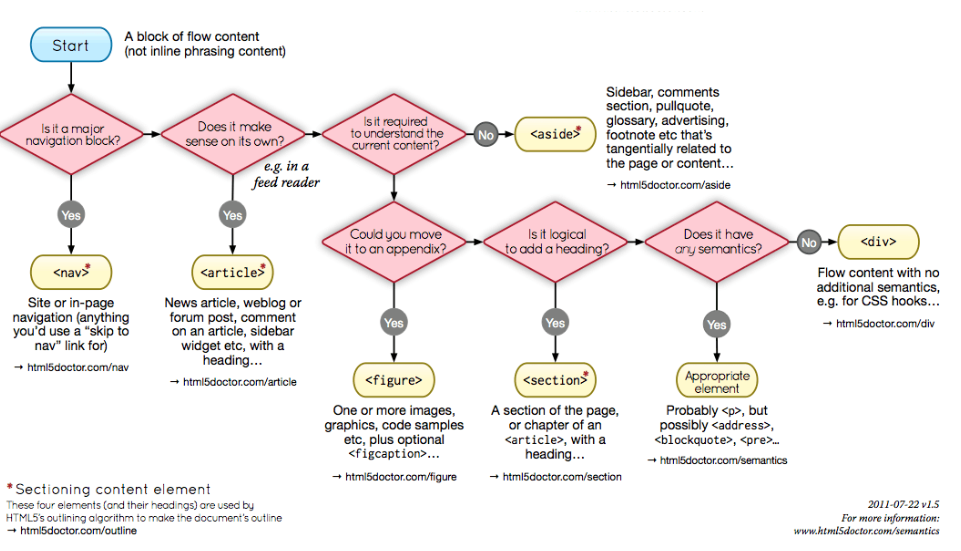 Start
A block of flow content
(not inline phrasing content)
Is it a major
navigation block?
Does it make
sense on its own?
e.g. in a
feed reader
Is it required
to understand the
current content?
No
<aside>*
Sidebar, comments
section, pullquote,
glossary, advertising,
footnote etc that's
tangentially related to
the page or content…
→ html5doctor.com/aside
Yes
<nav>*
Site or in-page
navigation (anything
you'd use a “skip to
nav” link for)
→ html5doctor.com/nav
Yes
<article>*
News article, weblog or
forum post, comment
on an article, sidebar
widget etc, with a
heading…
→ html5doctor.com/article
Could you move
it to an appendix?
Is it logical
to add a heading?
Does it have
any semantics?
No
<div>
Flow content with no
additional semantics,
e.g. for CSS hooks…
→ html5doctor.com/div
Yes
<figure>
One or more images,
graphics, code samples
etc, plus optional
<figcaption>…
→ html5doctor.com/figure
Yes
<section>*
A section of the page,
or chapter of an
<article>, with a
heading…
→ html5doctor.com/section
Yes
Appropriate
element
Probably <p>, but
possibly <address>,
<blockquote>, <pre>…
→ html5doctor.com/semantics
* Sectioning content element
These four elements (and their headings) are used by
HTML5's outlining algorithm to make the document's outline
→ html5doctor.com/outline
2011-07-22 v1.5
For more information:
www.html5doctor.com/semantics